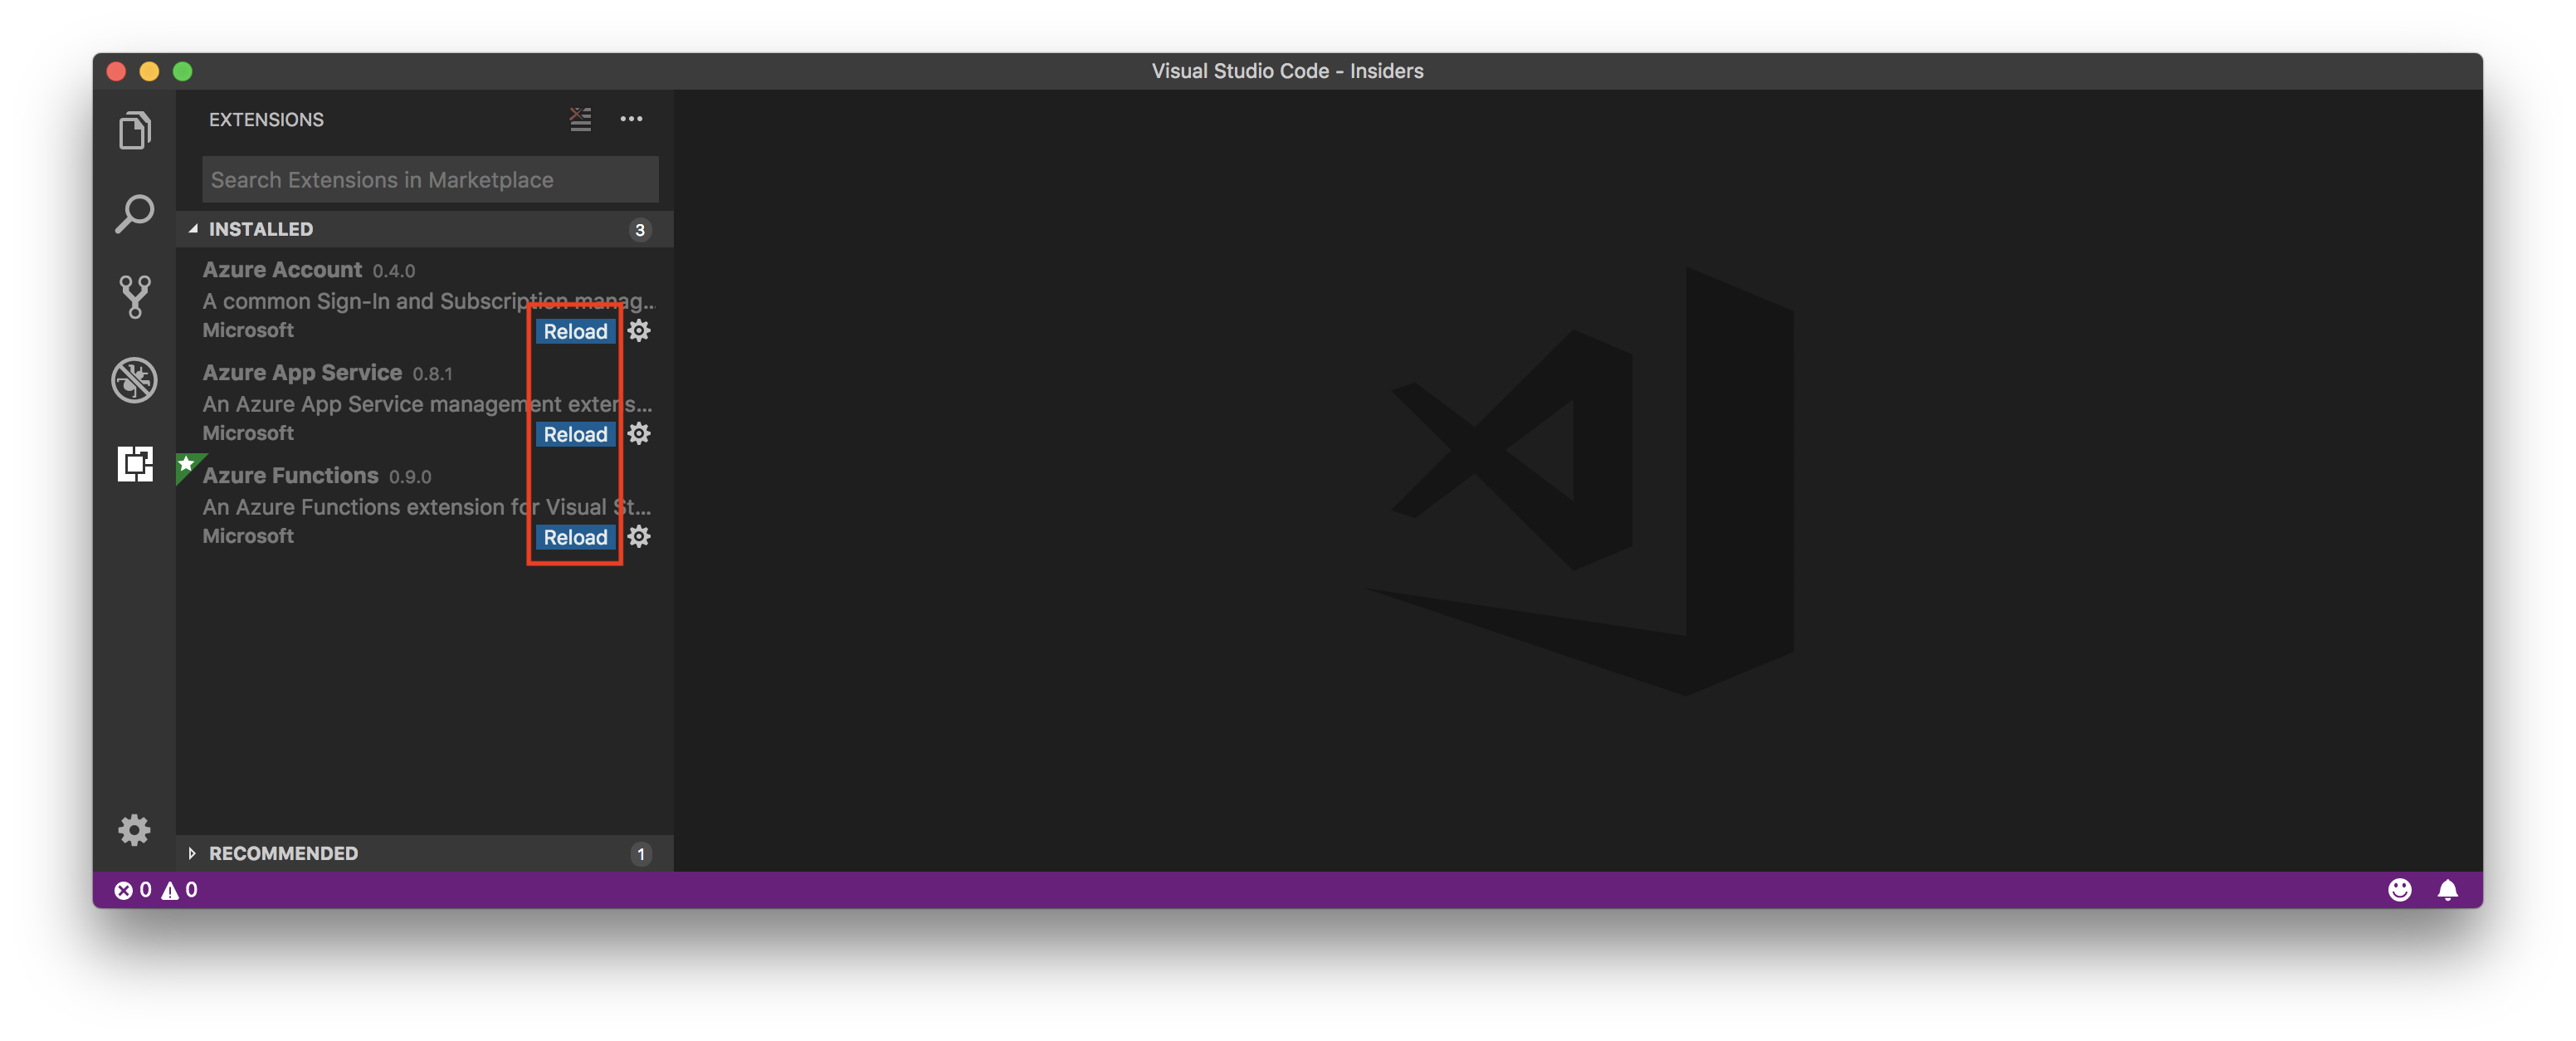 Visual Studio Code - Insiders
EXTENSIONS
Search Extensions in Marketplace
INSTALLED 3
Azure Account 0.4.0
A common Sign-In and Subscription manag...
Microsoft Reload
Azure App Service 0.8.1
An Azure App Service management extens...
Microsoft Reload
Azure Functions 0.9.0
An Azure Functions extension for Visual St...
Microsoft Reload
RECOMMENDED 1
0 0